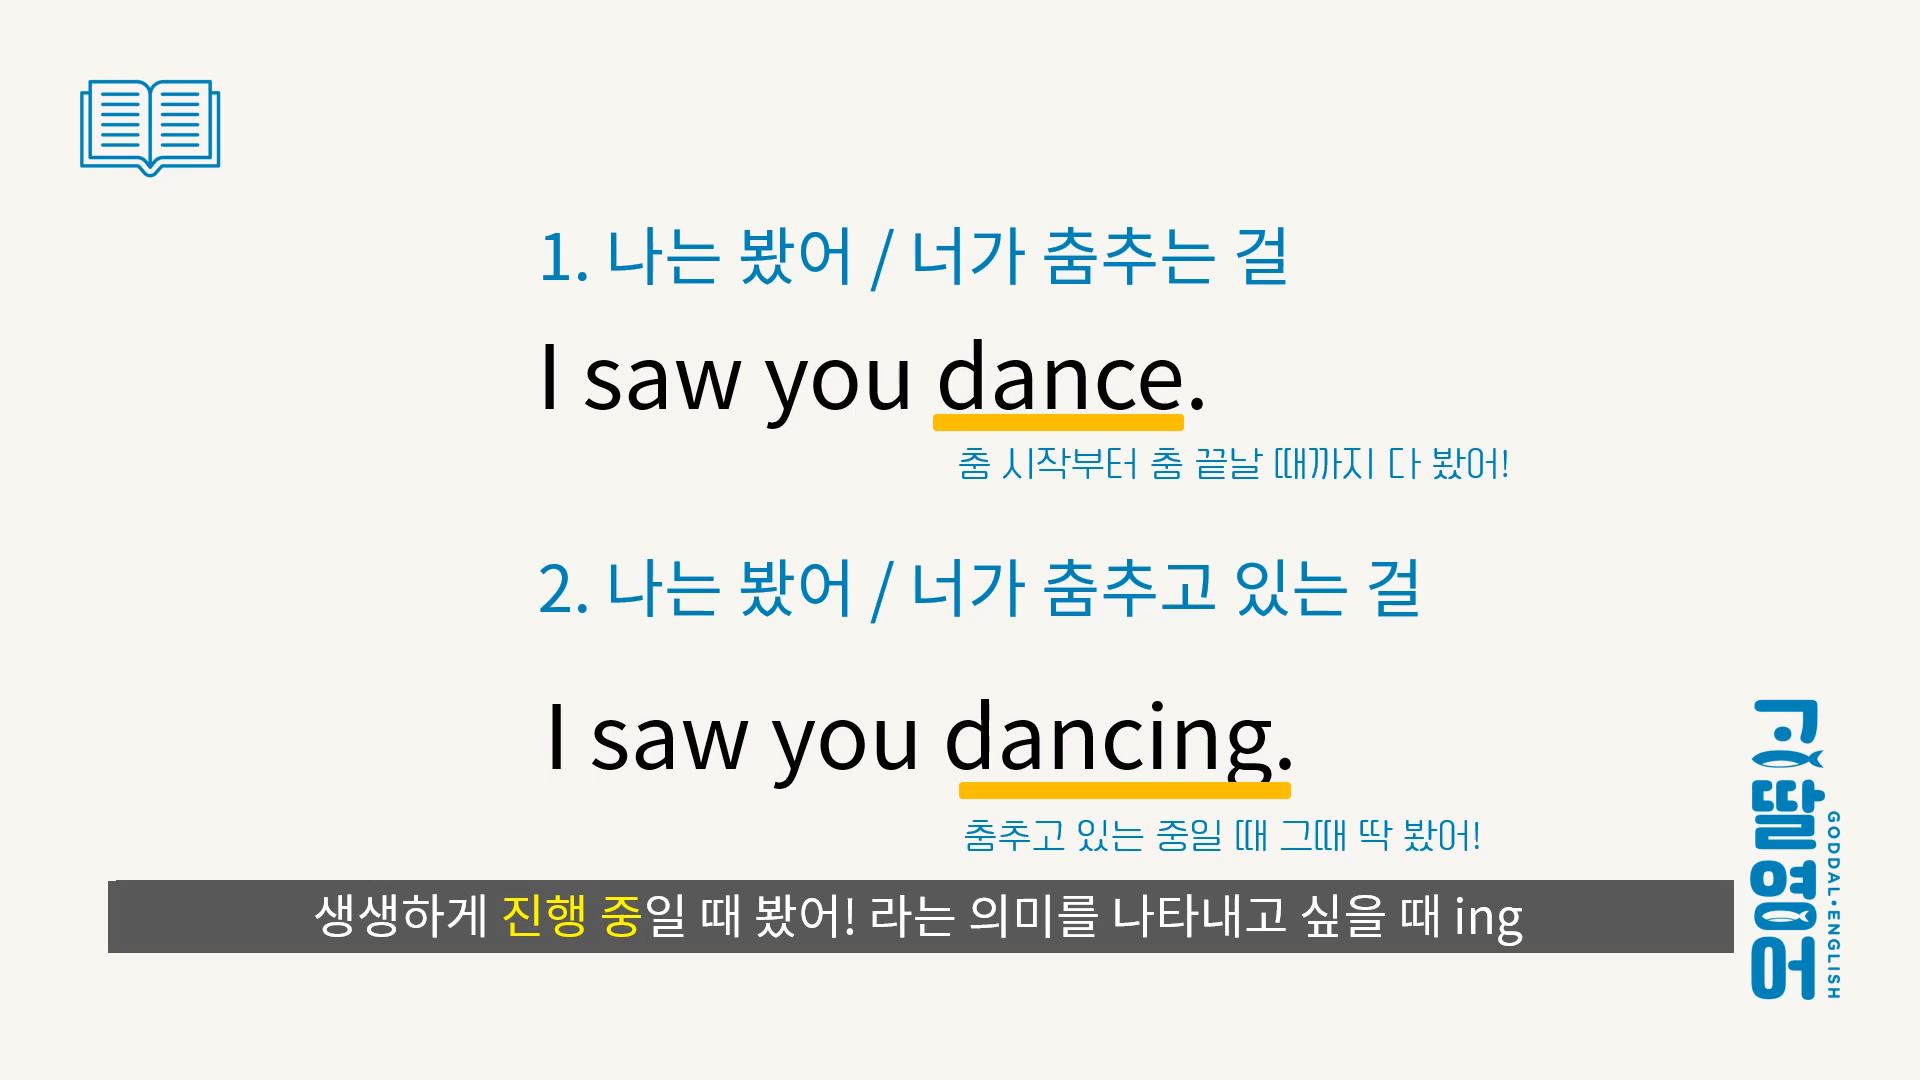 1. 나는 봤어 / 너가 춤추는 걸
I saw you dance.
춤 시작부터 춤 끝날 때까지 다 봤어!
2. 나는 봤어 / 너가 춤추고 있는 걸
I saw you dancing.
춤추고 있는 중일 때 그때 딱 봤어!
생생하게 진행 중일 때 봤어! 라는 의미를 나타내고 싶을 때 ing
갓딸영어
GODDAL•ENGLISH